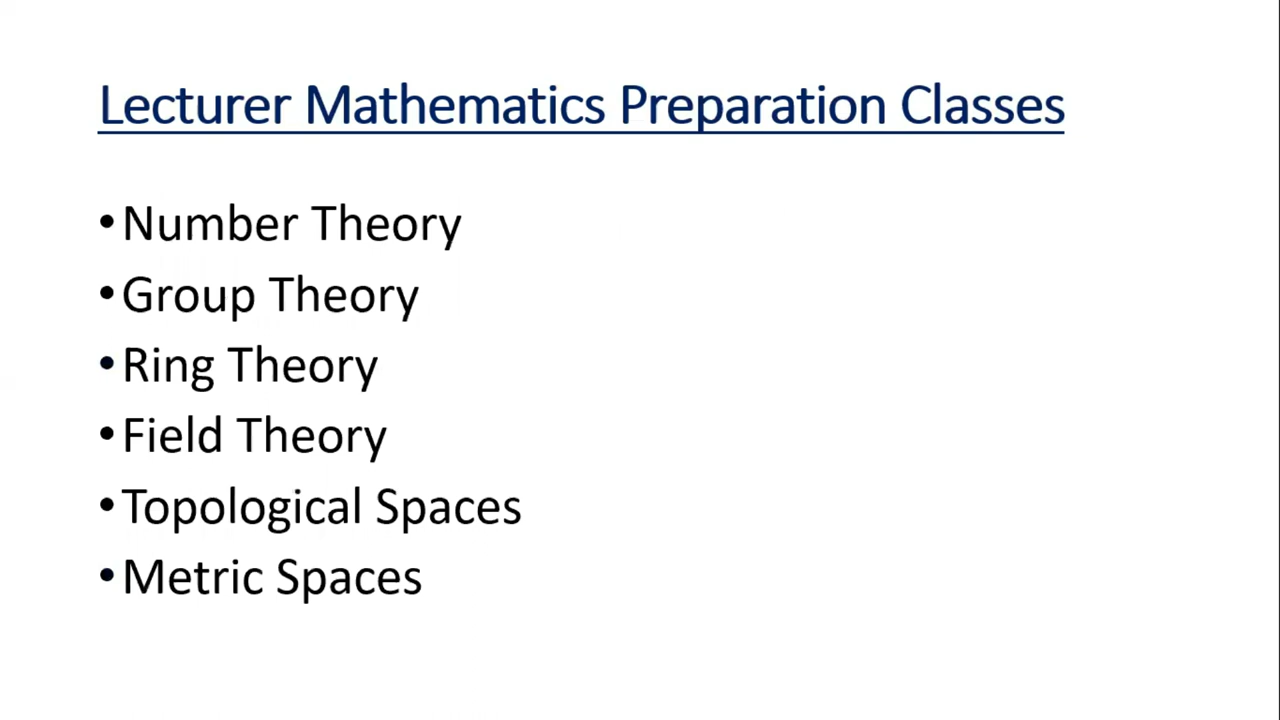 Lecturer Mathematics Preparation Classes
•Number Theory
•Group Theory
•Ring Theory
•Field Theory
•Topological Spaces
•Metric Spaces